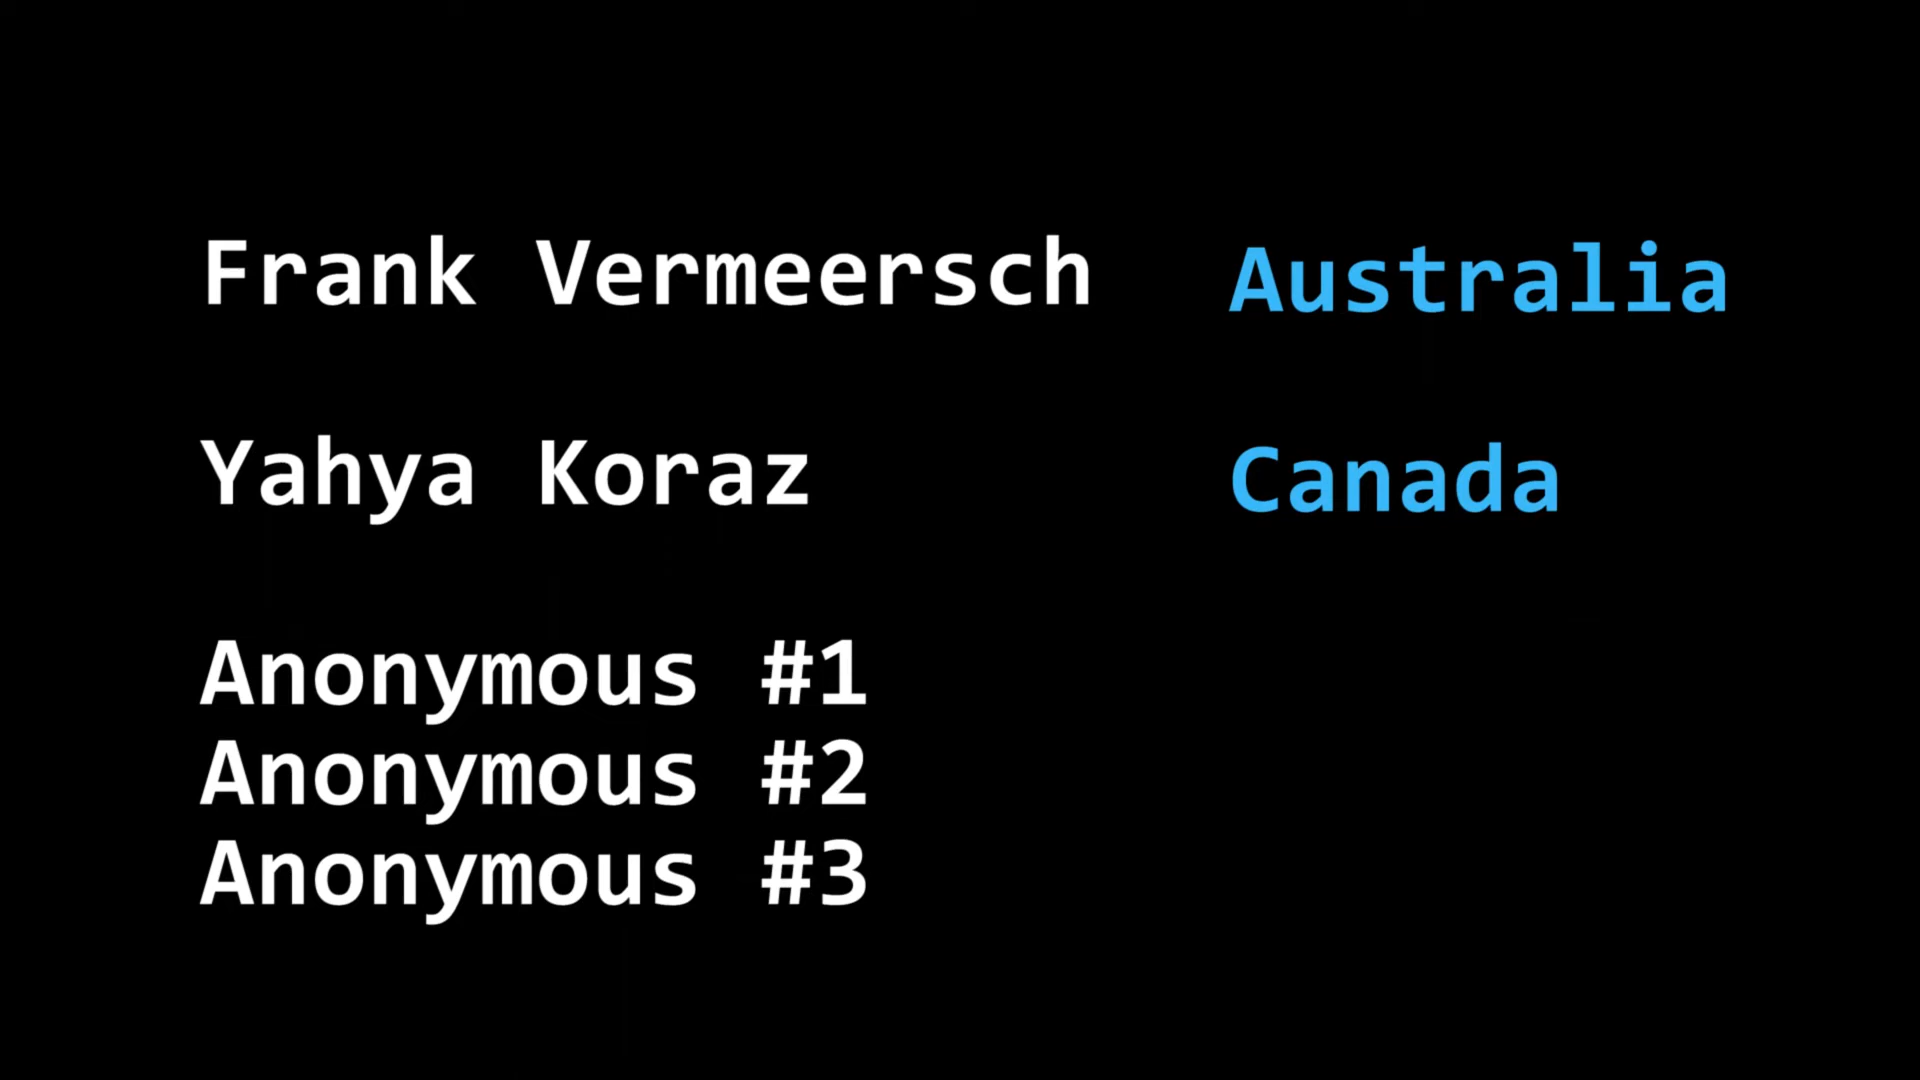 Frank Vermeersch Australia
Yahya Koraz Canada
Anonymous #1
Anonymous #2
Anonymous #3